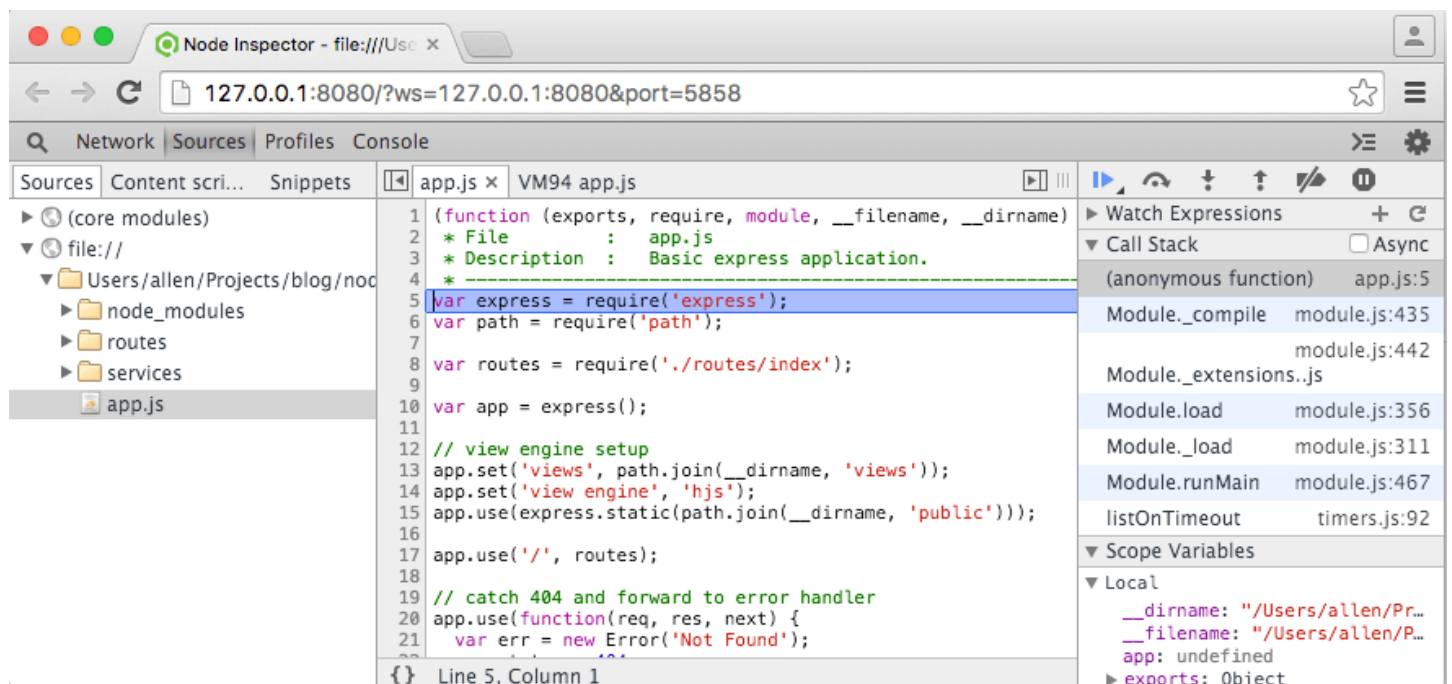 Node Inspector - file:///Use
127.0.0.1:8080/?ws=127.0.0.1:8080&port=5858
Network Sources Profiles Console
Sources Content scri... Snippets
(core modules)
file://
Users/allen/Projects/blog/nod
node_modules
routes
services
app.js
app.js × VM94 app.js
1 (function (exports, require, module, __filename, __dirname)
2 * File : app.js
3 * Description : Basic express application.
4 * ----------------------------------------
5 var express = require('express');
6 var path = require('path');
7
8 var routes = require('./routes/index');
9
10 var app = express();
11
12 // view engine setup
13 app.set('views', path.join(__dirname, 'views'));
14 app.set('view engine', 'hjs');
15 app.use(express.static(path.join(__dirname, 'public')));
16
17 app.use('/', routes);
18
19 // catch 404 and forward to error handler
20 app.use(function(req, res, next) {
21 var err = new Error('Not Found');
{} Line 5, Column 1
Watch Expressions
Call Stack Async
(anonymous function) app.js:5
Module._compile module.js:435
module.js:442
Module._extensions..js
Module.load module.js:356
Module._load module.js:311
Module.runMain module.js:467
listOnTimeout timers.js:92
Scope Variables
Local
__dirname: "/Users/allen/Pr…
__filename: "/Users/allen/P…
app: undefined
exports: Object